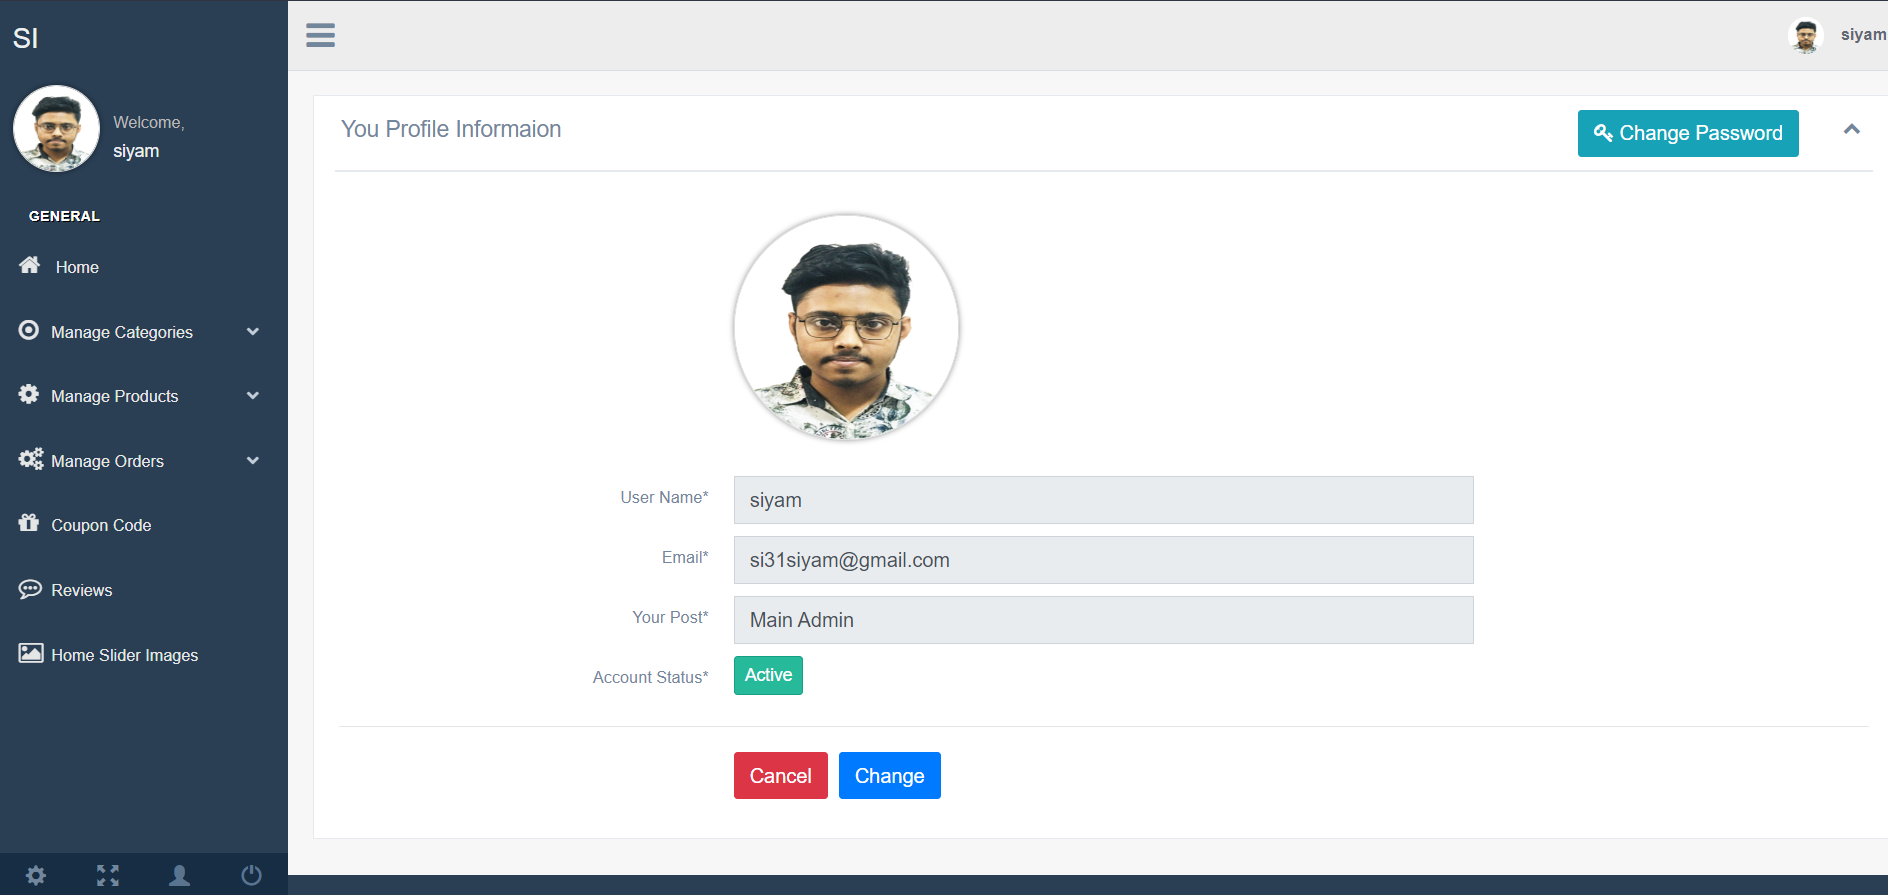 SI
Welcome,
siyam
GENERAL
Home
Manage Categories
Manage Products
Manage Orders
Coupon Code
Reviews
Home Slider Images
siyam
You Profile Informaion
Change Password
User Name* siyam
Email* si31siyam@gmail.com
Your Post* Main Admin
Account Status* Active
Cancel Change